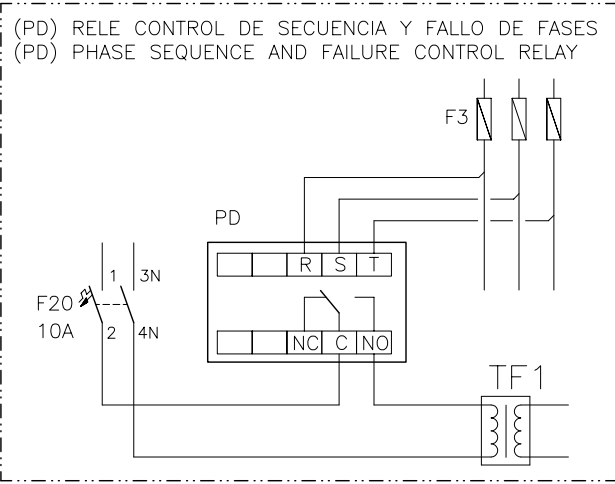 (PD) RELE CONTROL DE SECUENCIA Y FALLO DE FASES
(PD) PHASE SEQUENCE AND FAILURE CONTROL RELAY
F3
PD
R S T
1 3N
F20
10A
2 4N
NC C NO
TF1